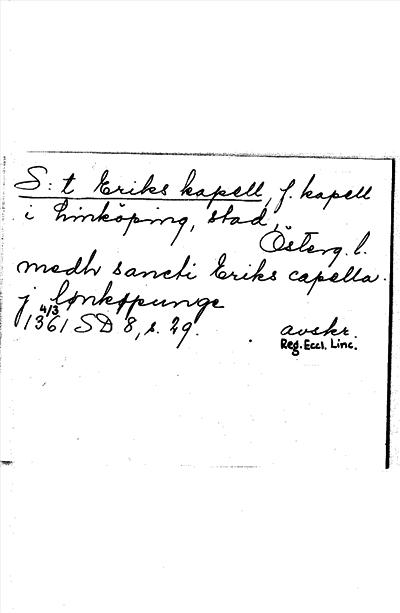 S:t Eriks kapell, f. kapell
i Linköping, stad,
Österg. l.
medh sancti Eriks capella
j lønkøpunge
4/3
1361 SD 8, s. 29. avskr.
Reg. Eccl. Linc.